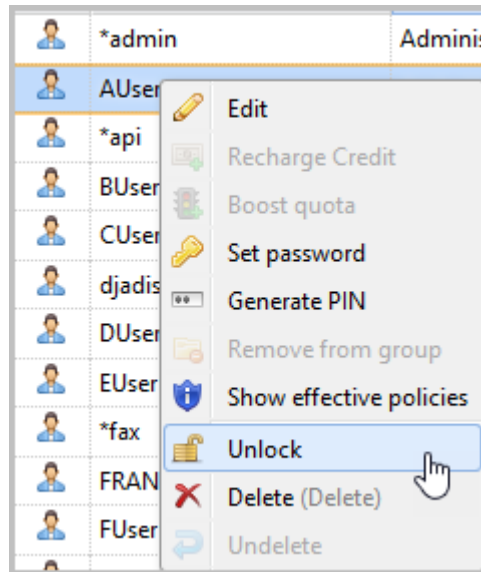 *admin Adminis
AUser
Edit
*api
Recharge Credit
BUser
Boost quota
CUser
Set password
djadis
Generate PIN
DUser
Remove from group
EUser
Show effective policies
*fax
Unlock
FRAN
Delete (Delete)
FUser
Undelete